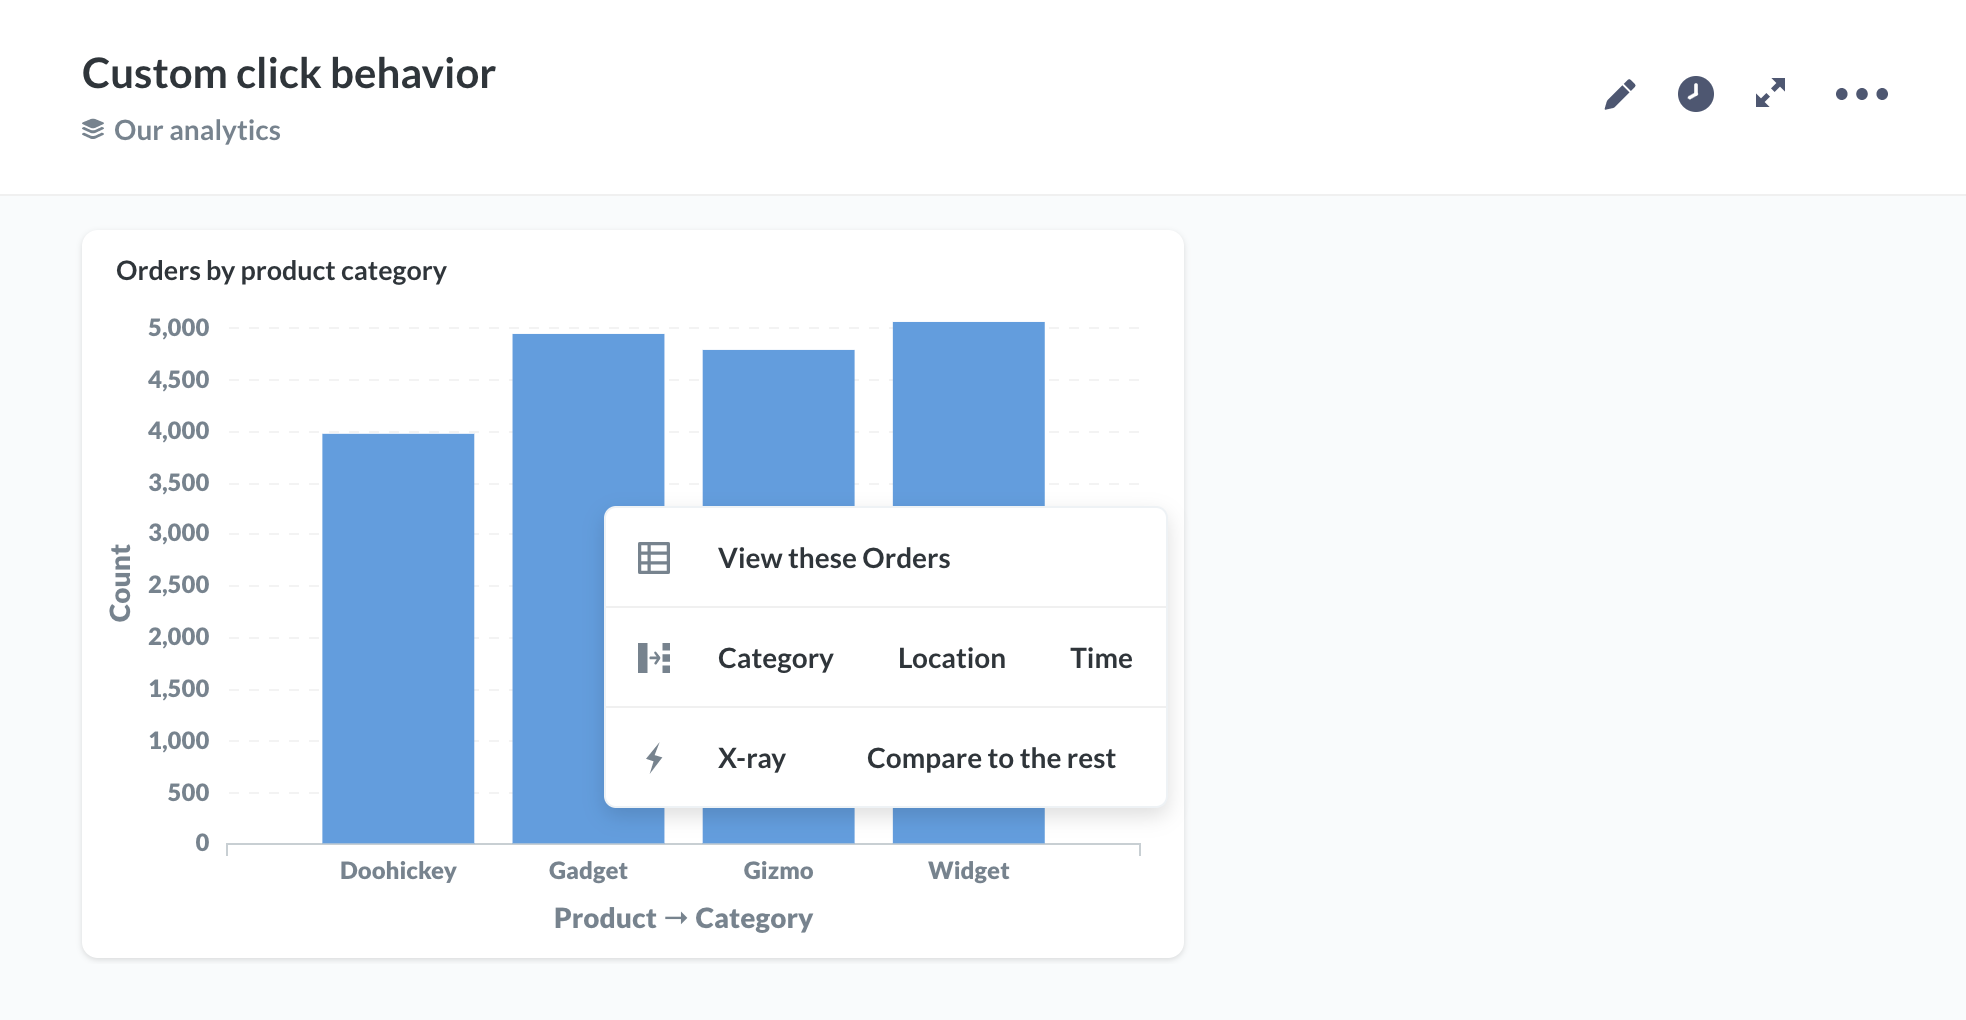 Custom click behavior
Our analytics
Orders by product category
5,000
4,500
4,000
3,500
3,000
2,500
2,000
1,500
1,000
500
0
Count
View these Orders
Category Location Time
X-ray Compare to the rest
Doohickey Gadget Gizmo Widget
Product → Category